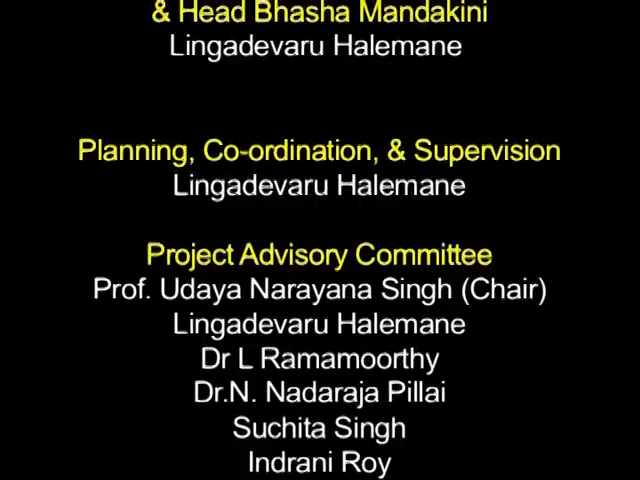 & Head Bhasha Mandakini
Lingadevaru Halemane
Planning, Co-ordination, & Supervision
Lingadevaru Halemane
Project Advisory Committee
Prof. Udaya Narayana Singh (Chair)
Lingadevaru Halemane
Dr L Ramamoorthy
Dr.N. Nadaraja Pillai
Suchita Singh
Indrani Roy